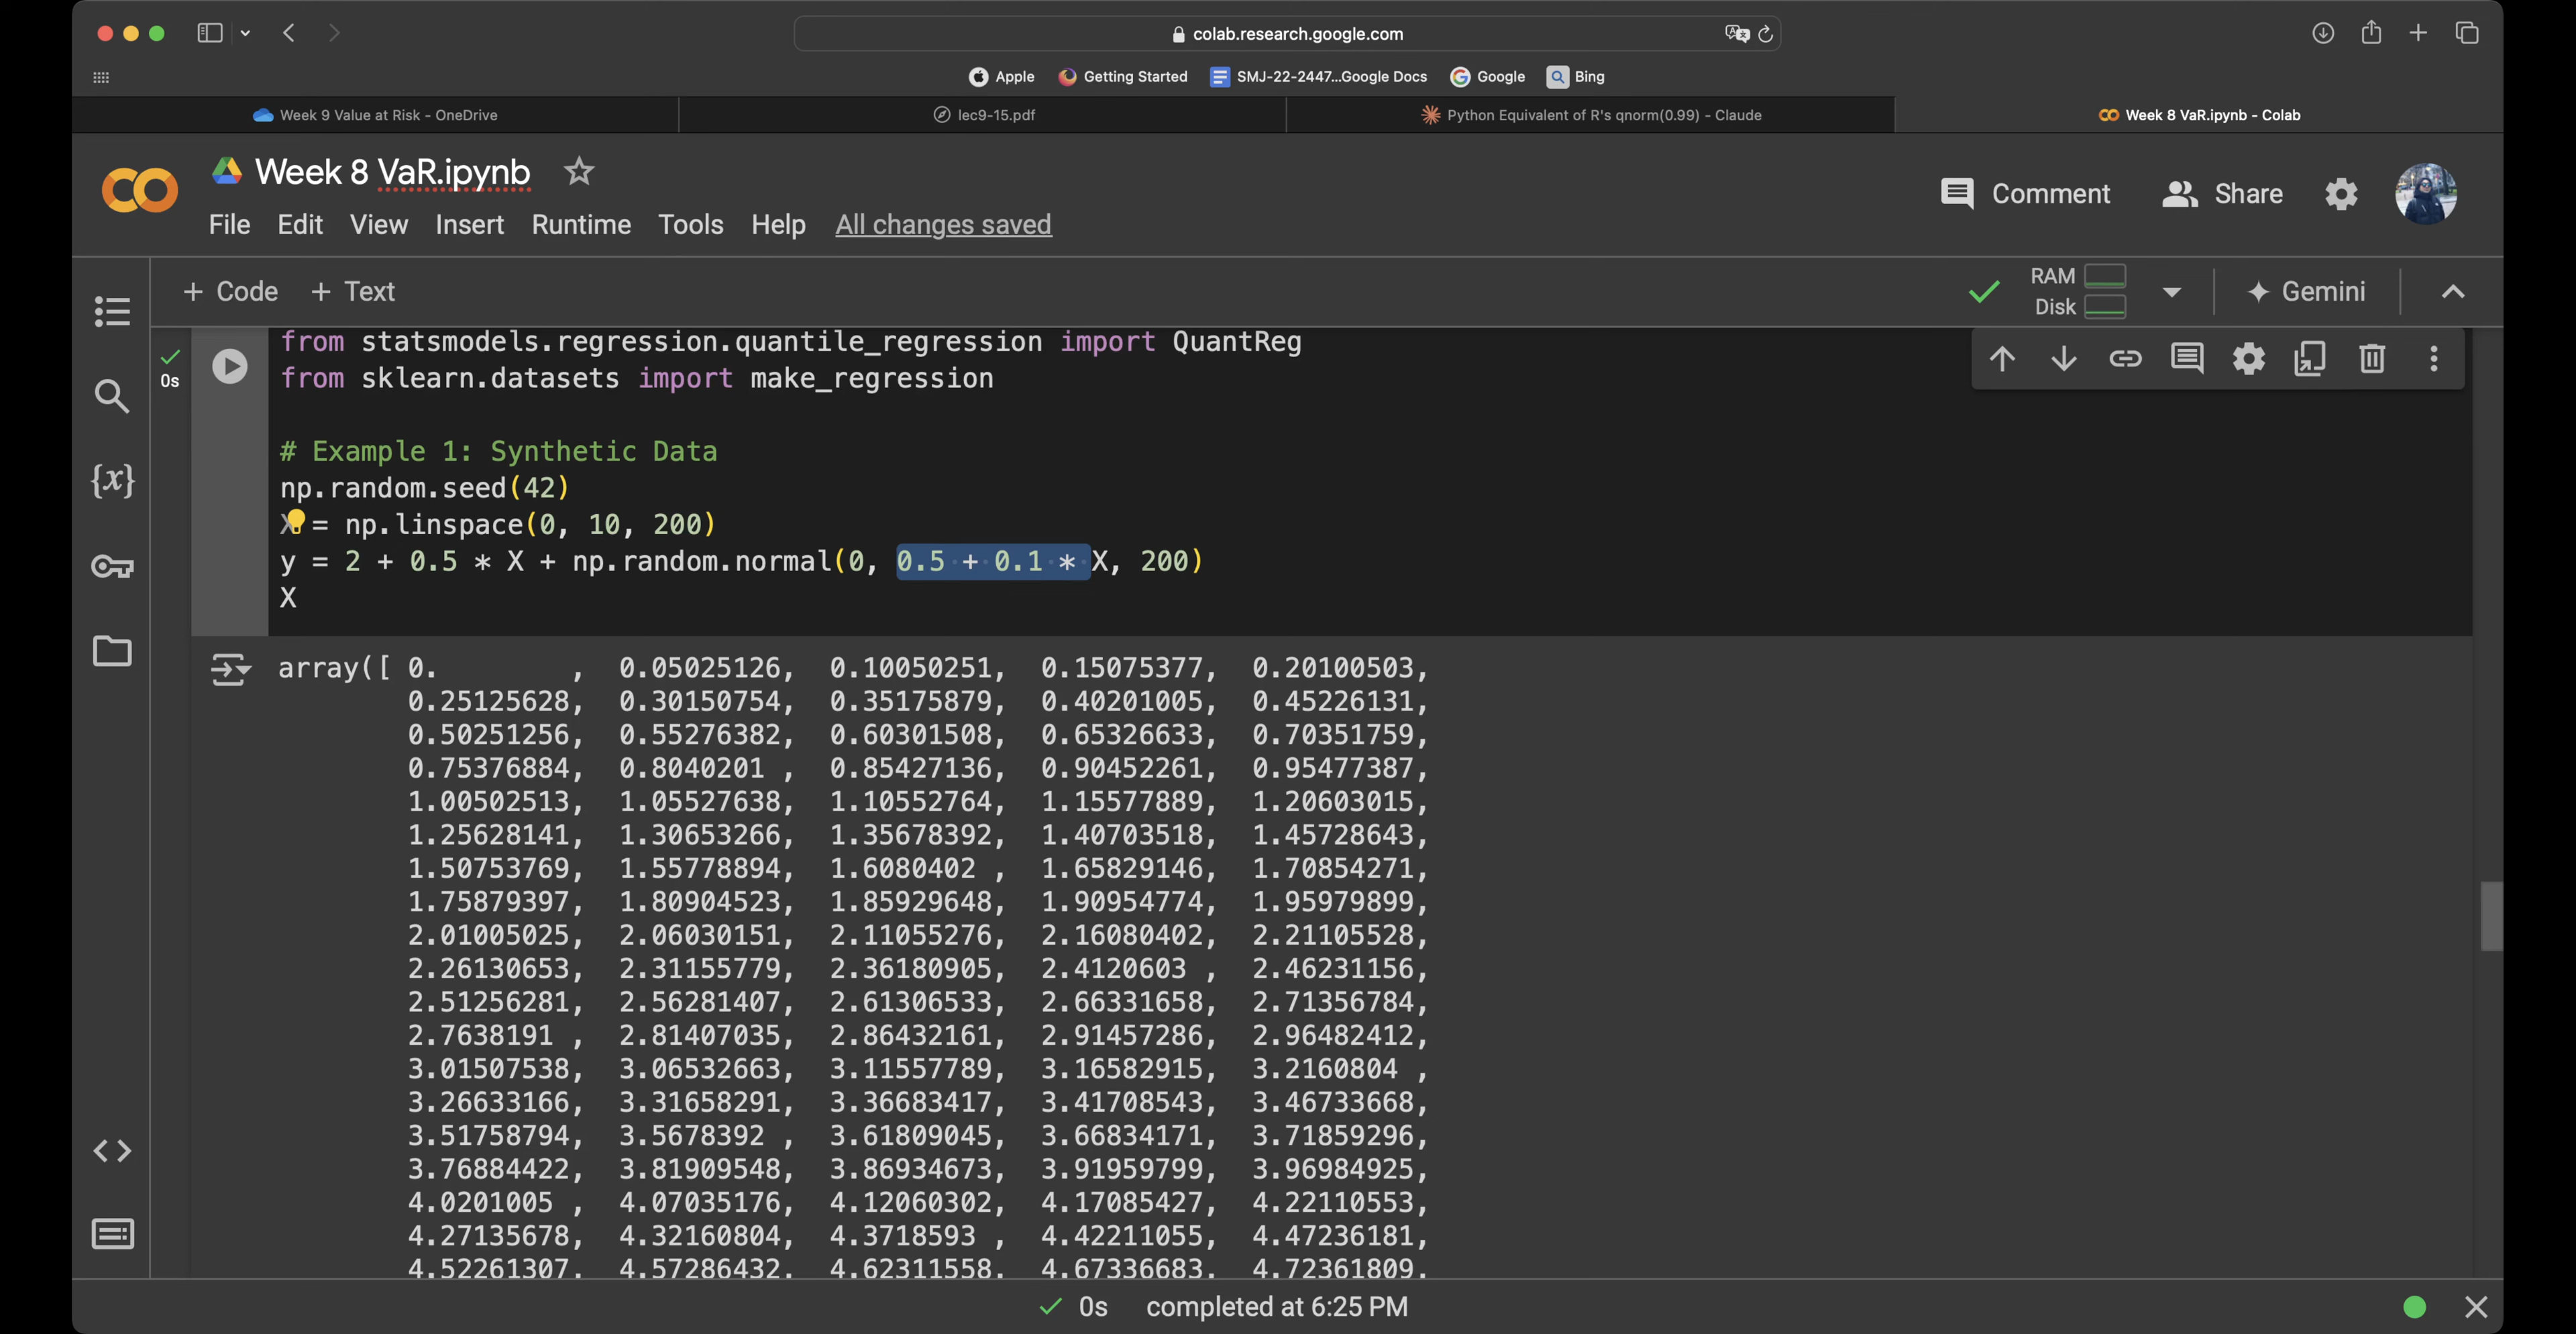 colab.research.google.com
Apple Getting Started SMJ-22-2447...Google Docs Google Bing
Week 9 Value at Risk - OneDrive lec9-15.pdf Python Equivalent of R's qnorm(0.99) - Claude Week 8 VaR.ipynb - Colab
Week 8 VaR.ipynb
Comment Share
File Edit View Insert Runtime Tools Help All changes saved
+ Code + Text RAM Disk Gemini
from statsmodels.regression.quantile_regression import QuantReg
0s from sklearn.datasets import make_regression
# Example 1: Synthetic Data
np.random.seed(42)
X = np.linspace(0, 10, 200)
y = 2 + 0.5 * X + np.random.normal(0, 0.5 + 0.1 * X, 200)
X
array([ 0. , 0.05025126, 0.10050251, 0.15075377, 0.20100503,
0.25125628, 0.30150754, 0.35175879, 0.40201005, 0.45226131,
0.50251256, 0.55276382, 0.60301508, 0.65326633, 0.70351759,
0.75376884, 0.8040201 , 0.85427136, 0.90452261, 0.95477387,
1.00502513, 1.05527638, 1.10552764, 1.15577889, 1.20603015,
1.25628141, 1.30653266, 1.35678392, 1.40703518, 1.45728643,
1.50753769, 1.55778894, 1.6080402 , 1.65829146, 1.70854271,
1.75879397, 1.80904523, 1.85929648, 1.90954774, 1.95979899,
2.01005025, 2.06030151, 2.11055276, 2.16080402, 2.21105528,
2.26130653, 2.31155779, 2.36180905, 2.4120603 , 2.46231156,
2.51256281, 2.56281407, 2.61306533, 2.66331658, 2.71356784,
2.7638191 , 2.81407035, 2.86432161, 2.91457286, 2.96482412,
3.01507538, 3.06532663, 3.11557789, 3.16582915, 3.2160804 ,
3.26633166, 3.31658291, 3.36683417, 3.41708543, 3.46733668,
3.51758794, 3.5678392 , 3.61809045, 3.66834171, 3.71859296,
3.76884422, 3.81909548, 3.86934673, 3.91959799, 3.96984925,
4.0201005 , 4.07035176, 4.12060302, 4.17085427, 4.22110553,
4.27135678, 4.32160804, 4.3718593 , 4.42211055, 4.47236181,
4.52261307, 4.57286432, 4.62311558, 4.67336683, 4.72361809,
0s completed at 6:25 PM